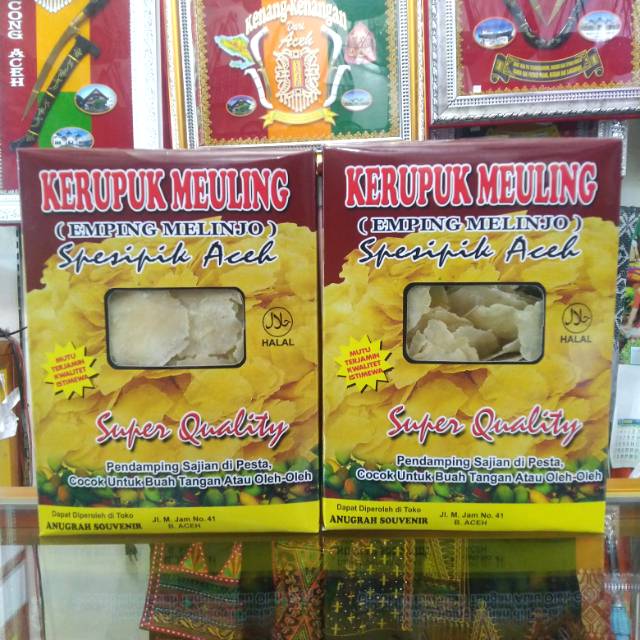 CONG ACEH
Kenang-Kenangan
Dari
Aceh
KERUPUK MEULING
( EMPING MELINJO )
Spesipik Aceh
HALAL
MUTU
TERJAMIN
KWALITET
ISTIMEWA
Super Quality
Pendamping Sajian di Pesta,
Cocok Untuk Buah Tangan Atau Oleh-Oleh
Dapat Diperoleh di Toko
ANUGRAH SOUVENIR
Jl. M. Jam No. 41
B. ACEH
KERUPUK MEULING
( EMPING MELINJO )
Spesipik Aceh
HALAL
MUTU
TERJAMIN
KWALITET
ISTIMEWA
Super Quality
Pendamping Sajian di Pesta,
Cocok Untuk Buah Tangan Atau Oleh-Oleh
Dapat Diperoleh di Toko
ANUGRAH SOUVENIR
Jl. M. Jam No. 41
B. ACEH